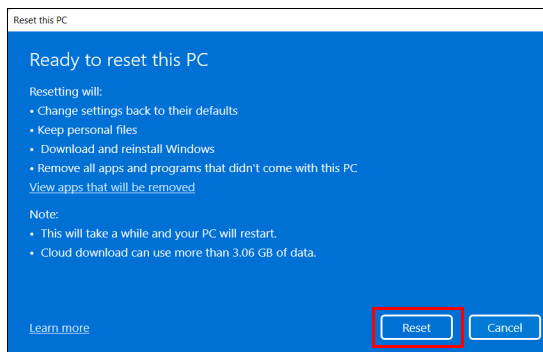 Reset this PC
Ready to reset this PC
Resetting will:
• Change settings back to their defaults
• Keep personal files
• Download and reinstall Windows
• Remove all apps and programs that didn't come with this PC
View apps that will be removed
Note:
• This will take a while and your PC will restart.
• Cloud download can use more than 3.06 GB of data.
Learn more
Reset
Cancel